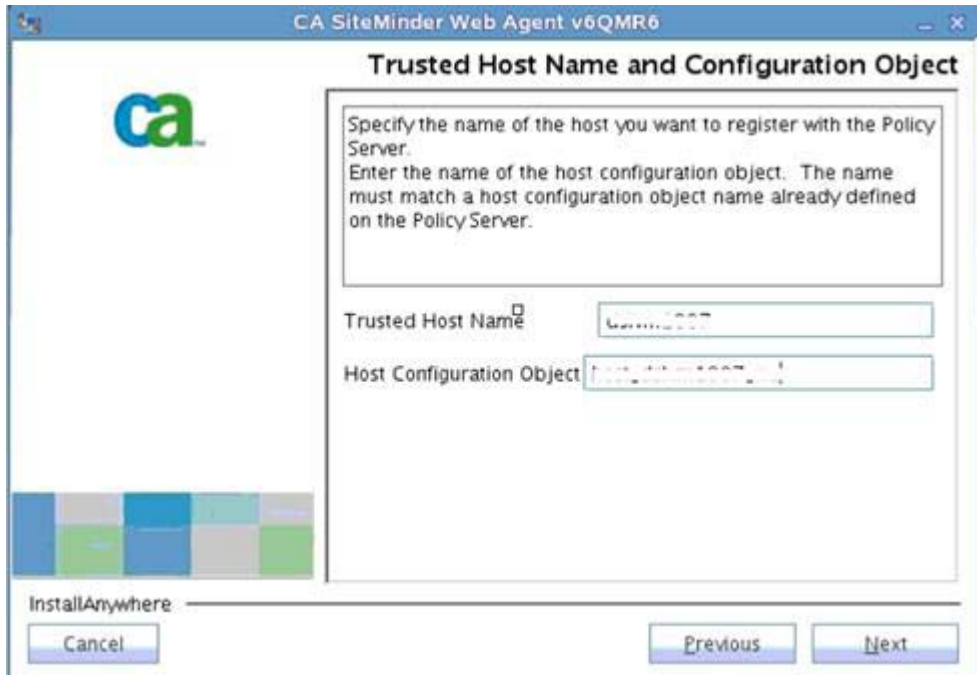 CA SiteMinder Web Agent v6QMR6
Trusted Host Name and Configuration Object
ca
Specify the name of the host you want to register with the Policy
Server.
Enter the name of the host configuration object. The name
must match a host configuration object name already defined
on the Policy Server.
Trusted Host Name
Host Configuration Object
InstallAnywhere
Cancel
Previous
Next